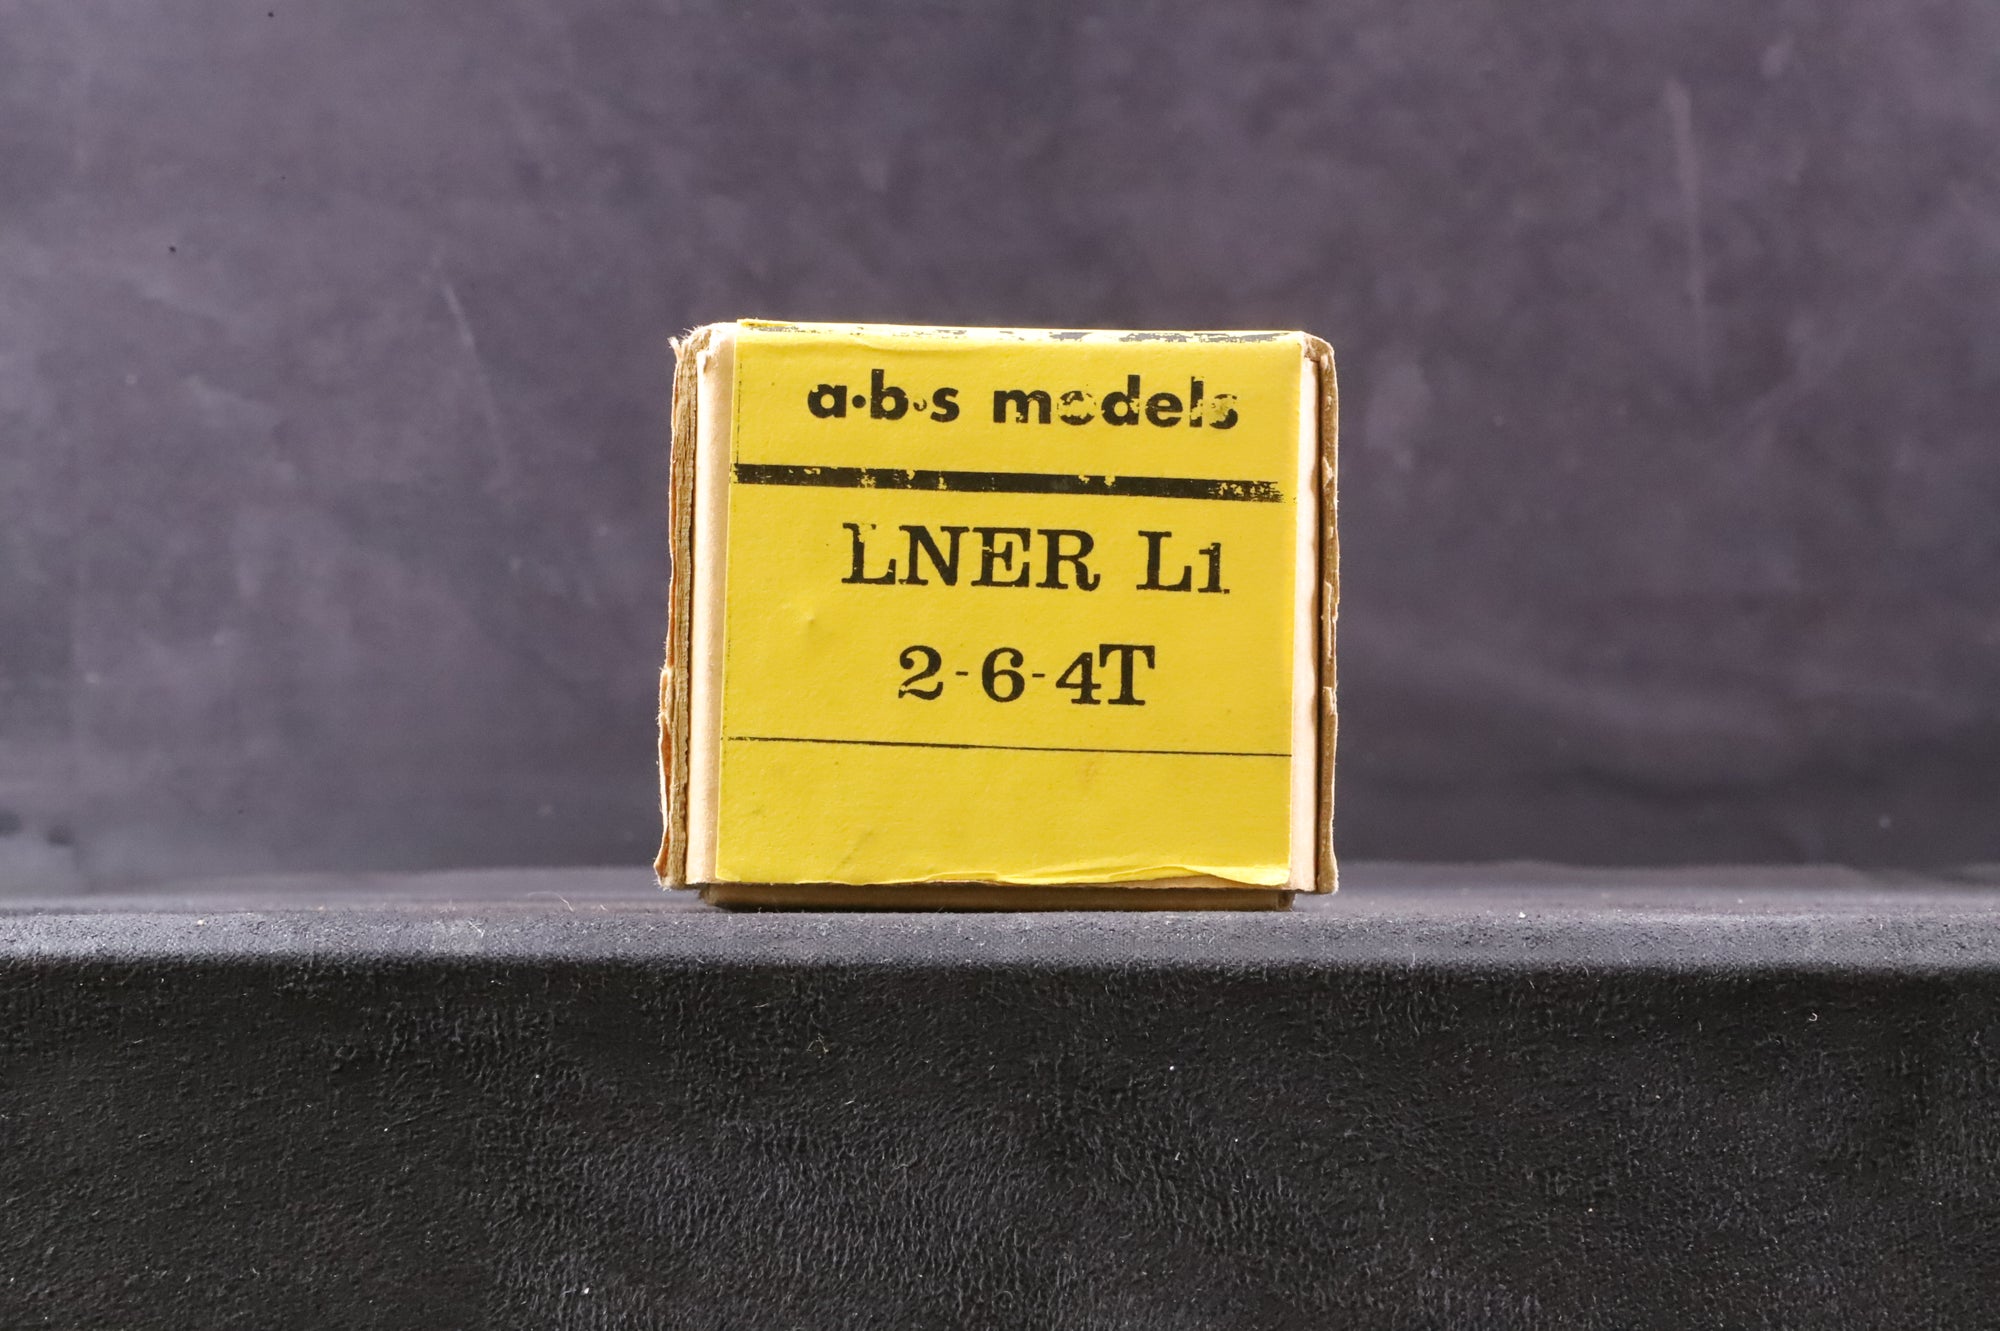 a·b·s models
LNER L1
2-6-4T